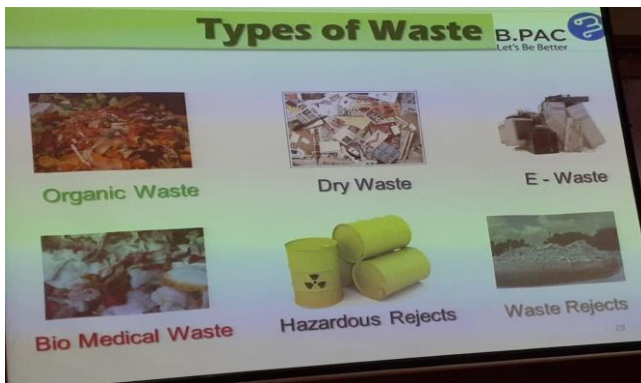 Types of Waste
B.PAC
Let's Be Better
Organic Waste
Dry Waste
E - Waste
Bio Medical Waste
Hazardous Rejects
Waste Rejects
28